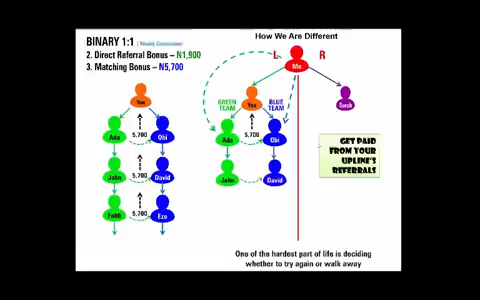 How We Are Different
BINARY 1:1 ( Weekly Commission)
2. Direct Referral Bonus – N1,900
3. Matching Bonus – N5,700
L R
Me
You
You
Sarah
GREEN TEAM
BLUE TEAM
Ada
5,700
Obi
Ada
5,700
Obi
GET PAID
FROM YOUR
UPLINE'S
REFERRALS
John
5,700
David
John
David
Faith
5,700
Eze
One of the hardest part of life is deciding
whether to try again or walk away